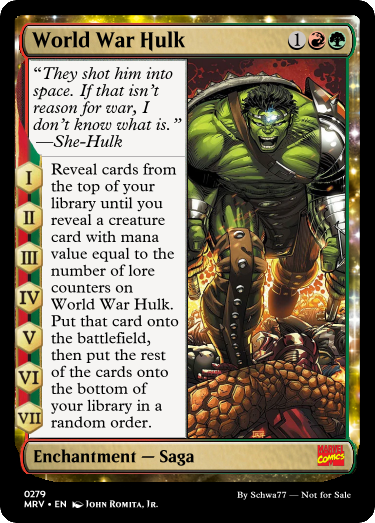 World War Hulk 1
“They shot him into
space. If that isn't
reason for war, I
don't know what is.”
—She-Hulk
I
II
III
IV
V
VI
VII
Reveal cards from
the top of your
library until you
reveal a creature
card with mana
value equal to the
number of lore
counters on
World War Hulk.
Put that card onto
the battlefield,
then put the rest
of the cards onto
the bottom of
your library in a
random order.
Enchantment — Saga
MARVEL
COMICS
0279
MRV • EN John Romita, Jr.
By Schwa77 — Not for Sale